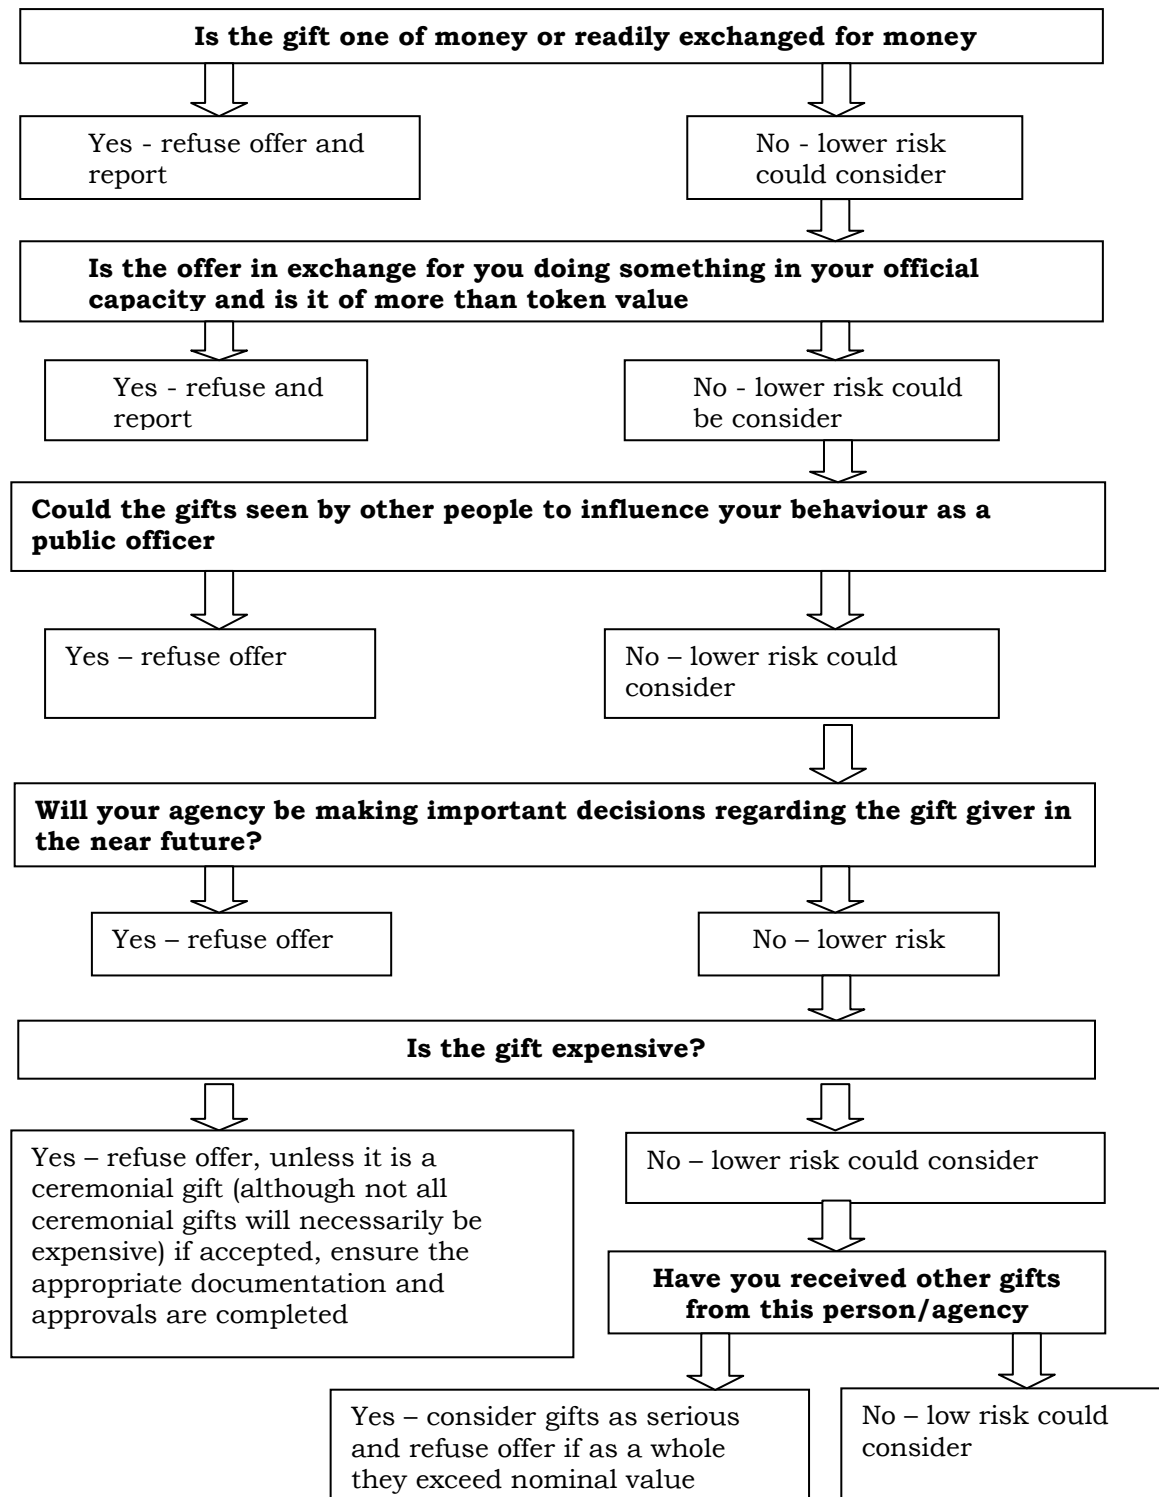 Is the gift one of money or readily exchanged for money
Yes - refuse offer and
report
No - lower risk
could consider
Is the offer in exchange for you doing something in your official
capacity and is it of more than token value
Yes - refuse and
report
No - lower risk could
be consider
Could the gifts seen by other people to influence your behaviour as a
public officer
Yes – refuse offer
No – lower risk could
consider
Will your agency be making important decisions regarding the gift giver in
the near future?
Yes – refuse offer
No – lower risk
Is the gift expensive?
Yes – refuse offer, unless it is a
ceremonial gift (although not all
ceremonial gifts will necessarily be
expensive) if accepted, ensure the
appropriate documentation and
approvals are completed
No – lower risk could consider
Have you received other gifts
from this person/agency
Yes – consider gifts as serious
and refuse offer if as a whole
they exceed nominal value
No – low risk could
consider